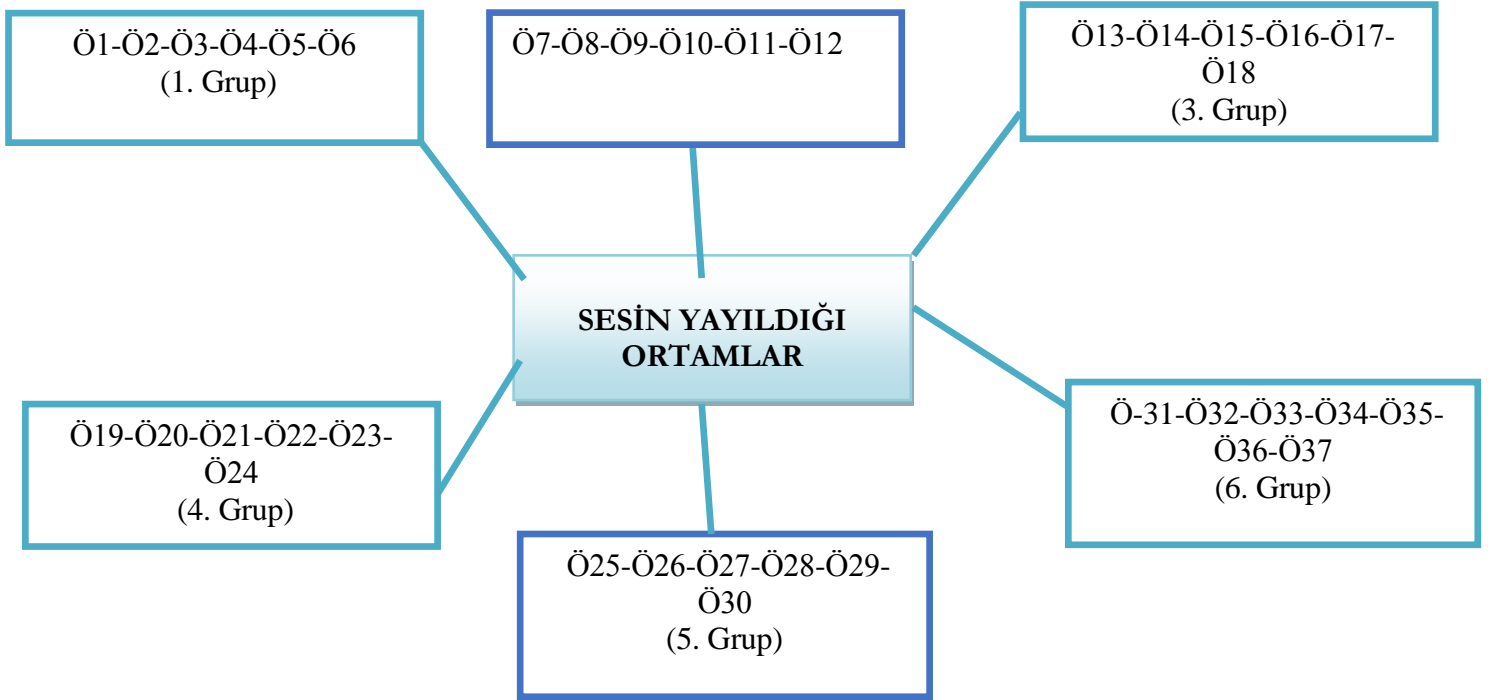 Ö1-Ö2-Ö3-Ö4-Ö5-Ö6
(1. Grup)
Ö7-Ö8-Ö9-Ö10-Ö11-Ö12
Ö13-Ö14-Ö15-Ö16-Ö17-
Ö18
(3. Grup)
SESİN YAYILDIĞI
ORTAMLAR
Ö19-Ö20-Ö21-Ö22-Ö23-
Ö24
(4. Grup)
Ö25-Ö26-Ö27-Ö28-Ö29-
Ö30
(5. Grup)
Ö-31-Ö32-Ö33-Ö34-Ö35-
Ö36-Ö37
(6. Grup)